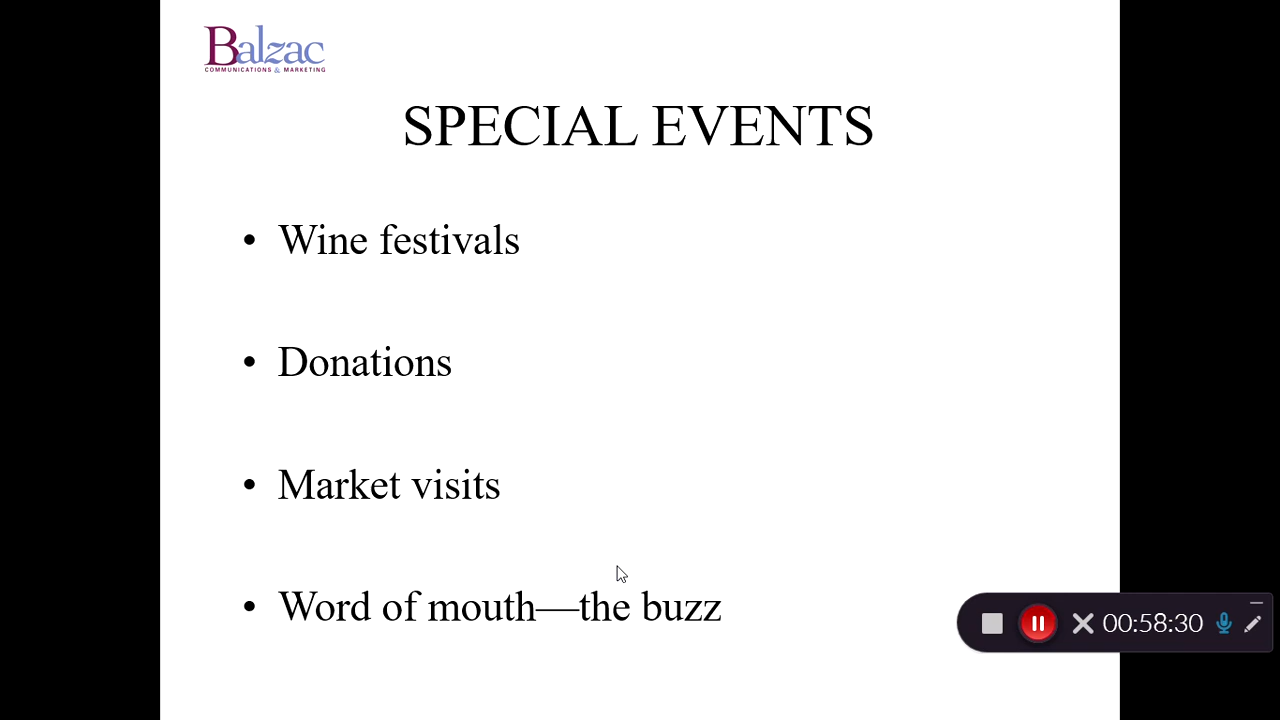 Balzac
COMMUNICATIONS & MARKETING
SPECIAL EVENTS
• Wine festivals
• Donations
• Market visits
• Word of mouth—the buzz
00:58:30